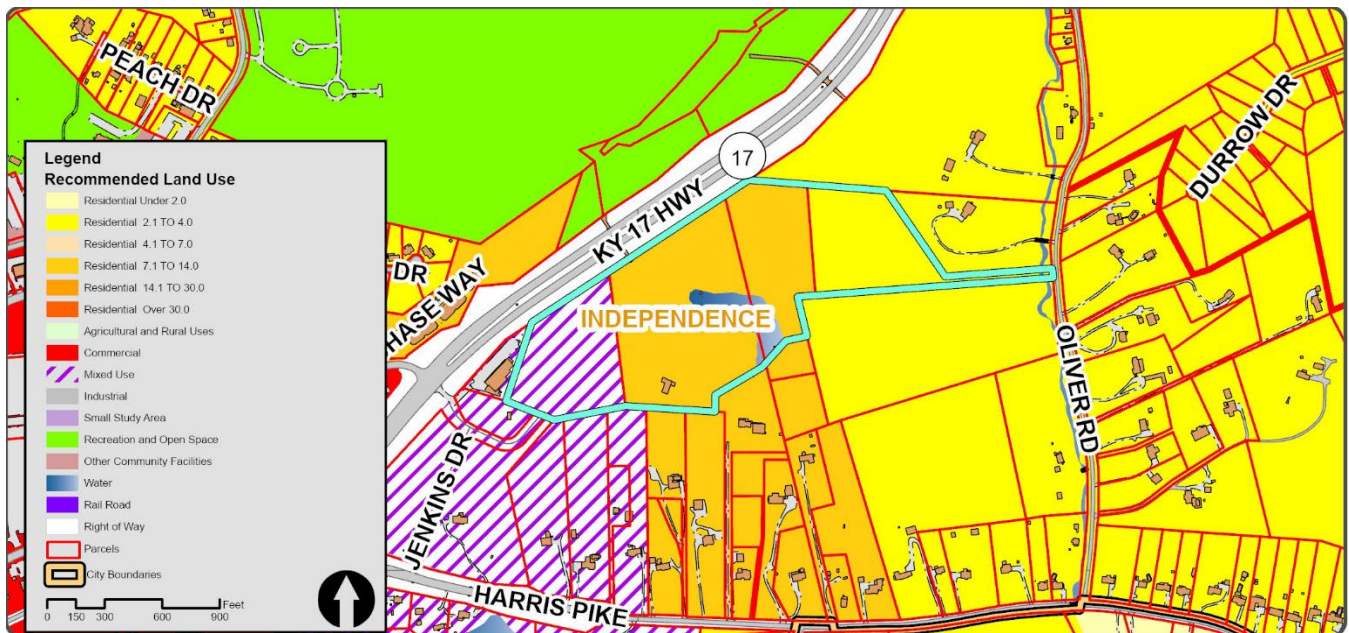 PEACH DR
17
KY 17 HWY
DURROW DR
DR
HASE WAY
INDEPENDENCE
OLIVER RD
JENKINS DR
HARRIS PIKE
Legend
Recommended Land Use
Residential Under 2.0
Residential 2.1 TO 4.0
Residential 4.1 TO 7.0
Residential 7.1 TO 14.0
Residential 14.1 TO 30.0
Residential Over 30.0
Agricultural and Rural Uses
Commercial
Mixed Use
Industrial
Small Study Area
Recreation and Open Space
Other Community Facilities
Water
Rail Road
Right of Way
Parcels
City Boundaries
Feet
0 150 300 600 900